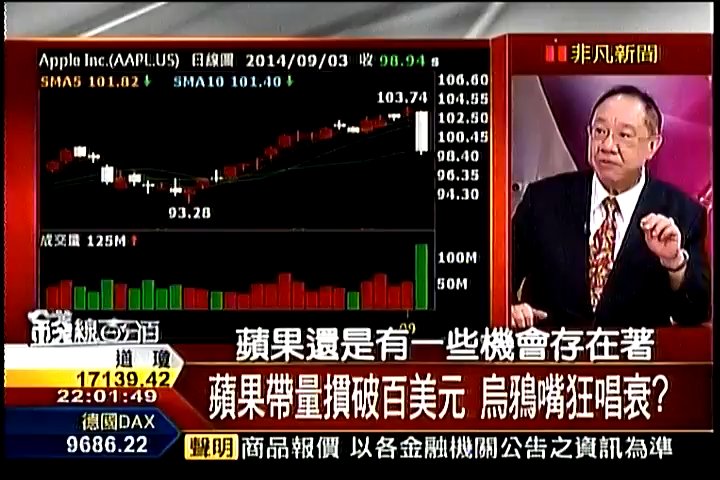 Apple Inc.(AAPL.US) 日線圖 2014/09/03 收 98.94 s
SMA5 101.82↓ SMA10 101.40↓
106.60
103.74
104.55
102.50
100.45
98.40
96.35
94.30
93.28
成交量 125M↑
100M
50M
09
非凡新聞
錢線百分百
道瓊
17139.42
22:01:49
德國DAX
9686.22
蘋果還是有一些機會存在著
蘋果帶量摜破百美元 烏鴉嘴狂唱衰?
聲明 商品報價 以各金融機關公告之資訊為準